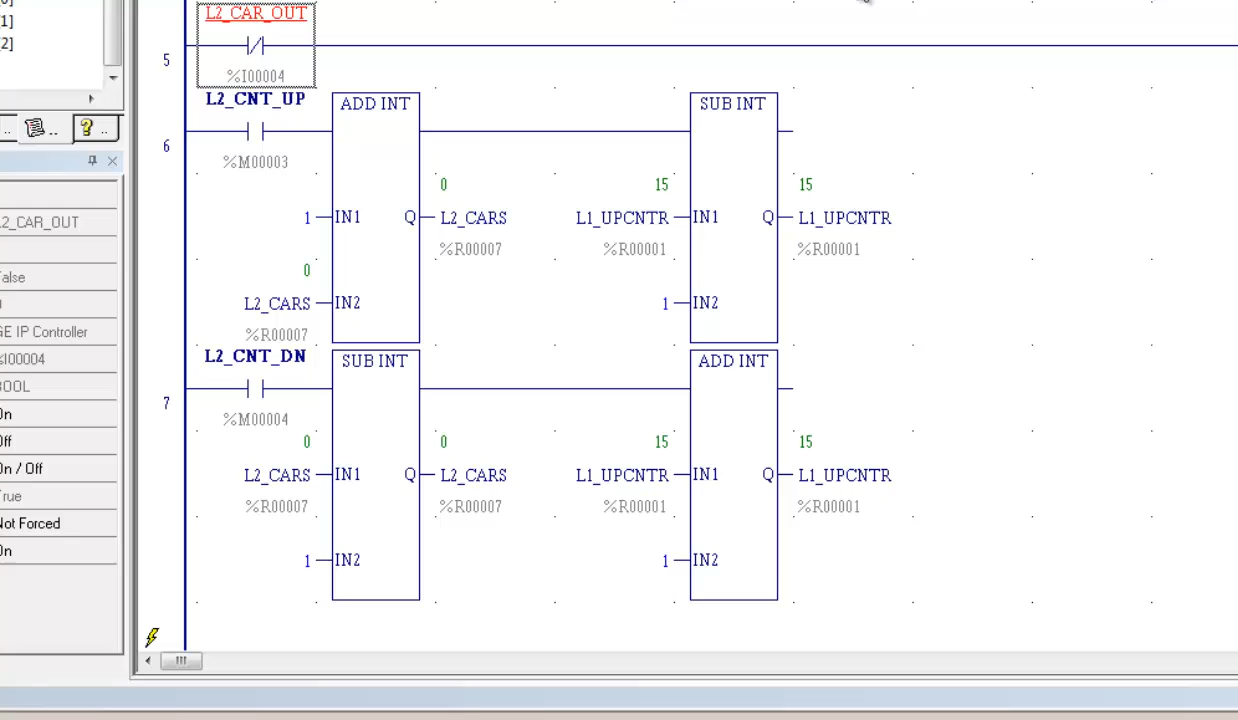 [1]
[2]
L2_CAR_OUT
5
%I00004
L2_CNT_UP
ADD INT
SUB INT
6
%M00003
0
15
15
1
IN1
Q
L2_CARS
L1_UPCNTR
IN1
Q
L1_UPCNTR
%R00007
%R00001
%R00001
0
L2_CARS
IN2
1
IN2
%R00007
L2_CNT_DN
SUB INT
ADD INT
7
%M00004
0
0
15
15
L2_CARS
IN1
Q
L2_CARS
L1_UPCNTR
IN1
Q
L1_UPCNTR
%R00007
%R00007
%R00001
%R00001
1
IN2
1
IN2
L2_CAR_OUT
False
GE IP Controller
%I00004
BOOL
On
Off
On / Off
True
Not Forced
On